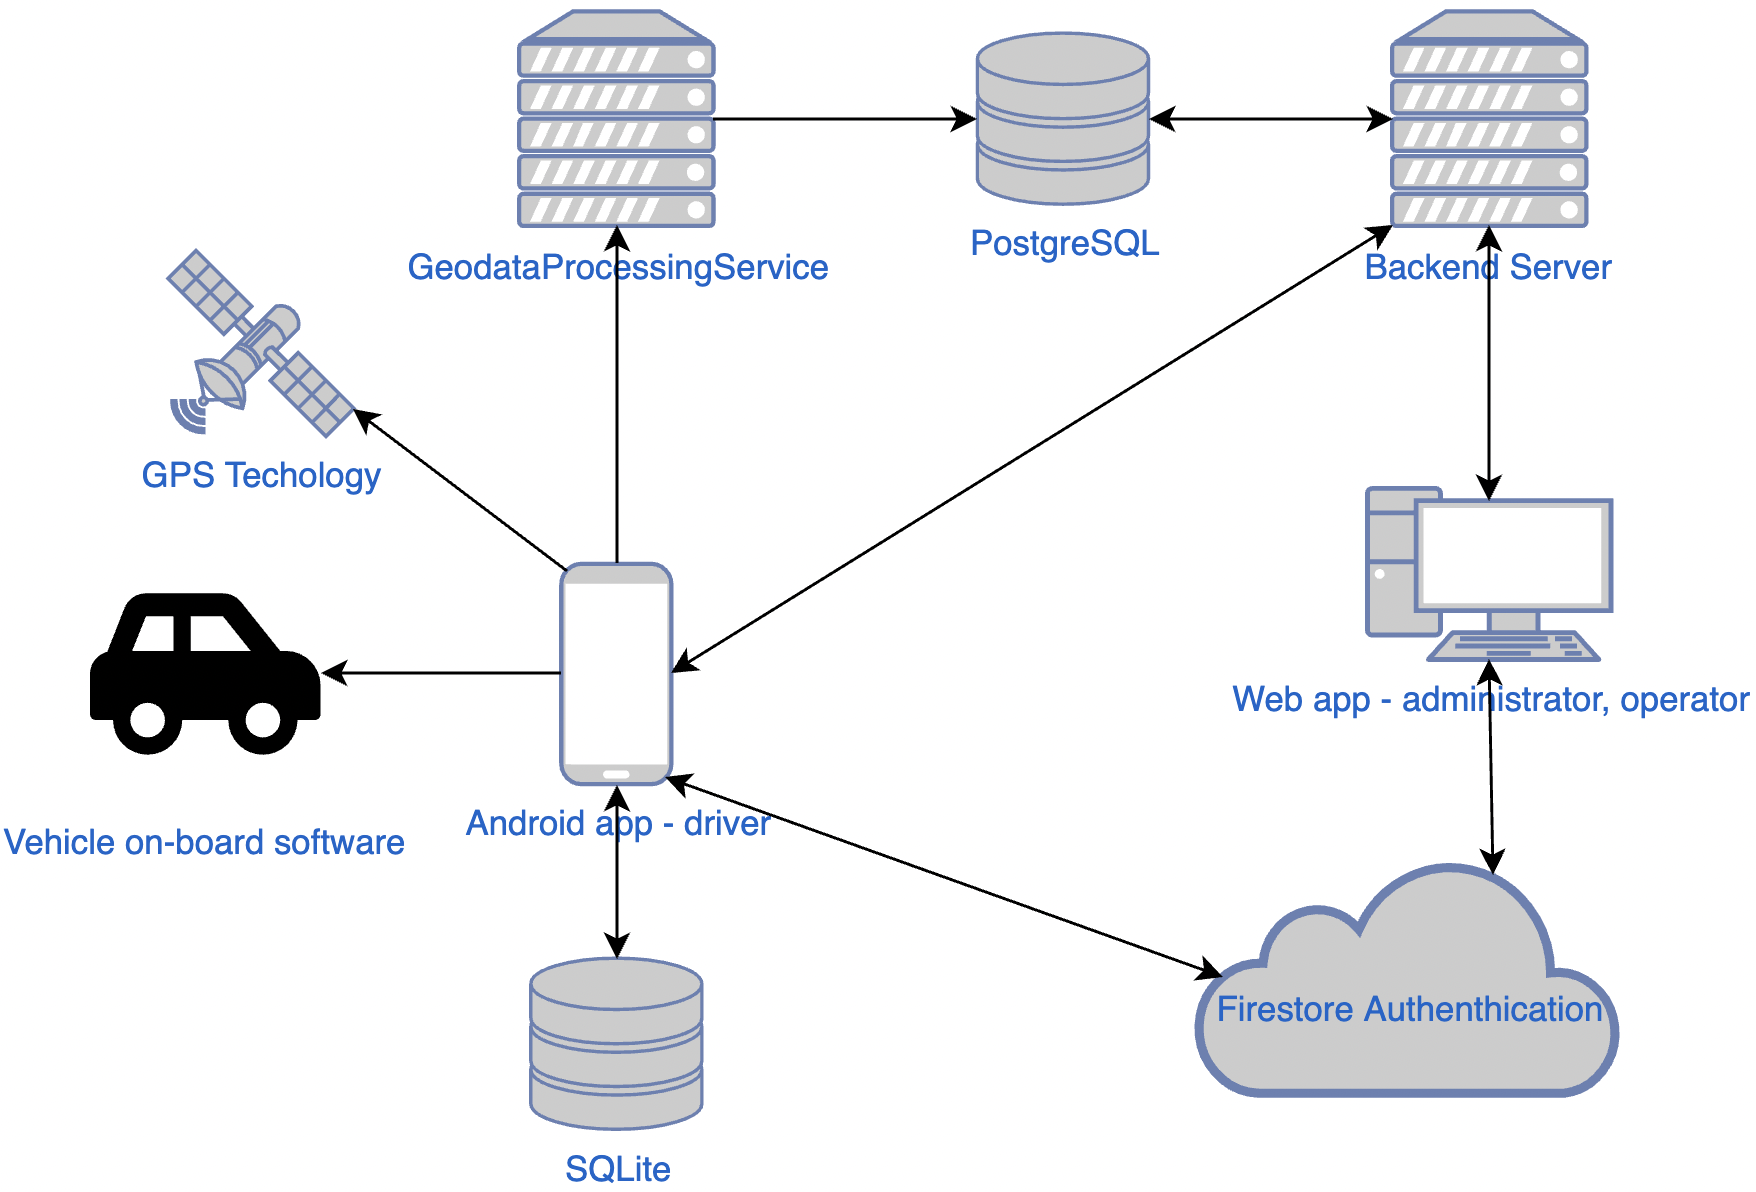 PostgreSQL
GeodataProcessingService
Backend Server
GPS Techology
Web app - administrator, operator
Android app - driver
Vehicle on-board software
Firestore Authenthication
SQLite